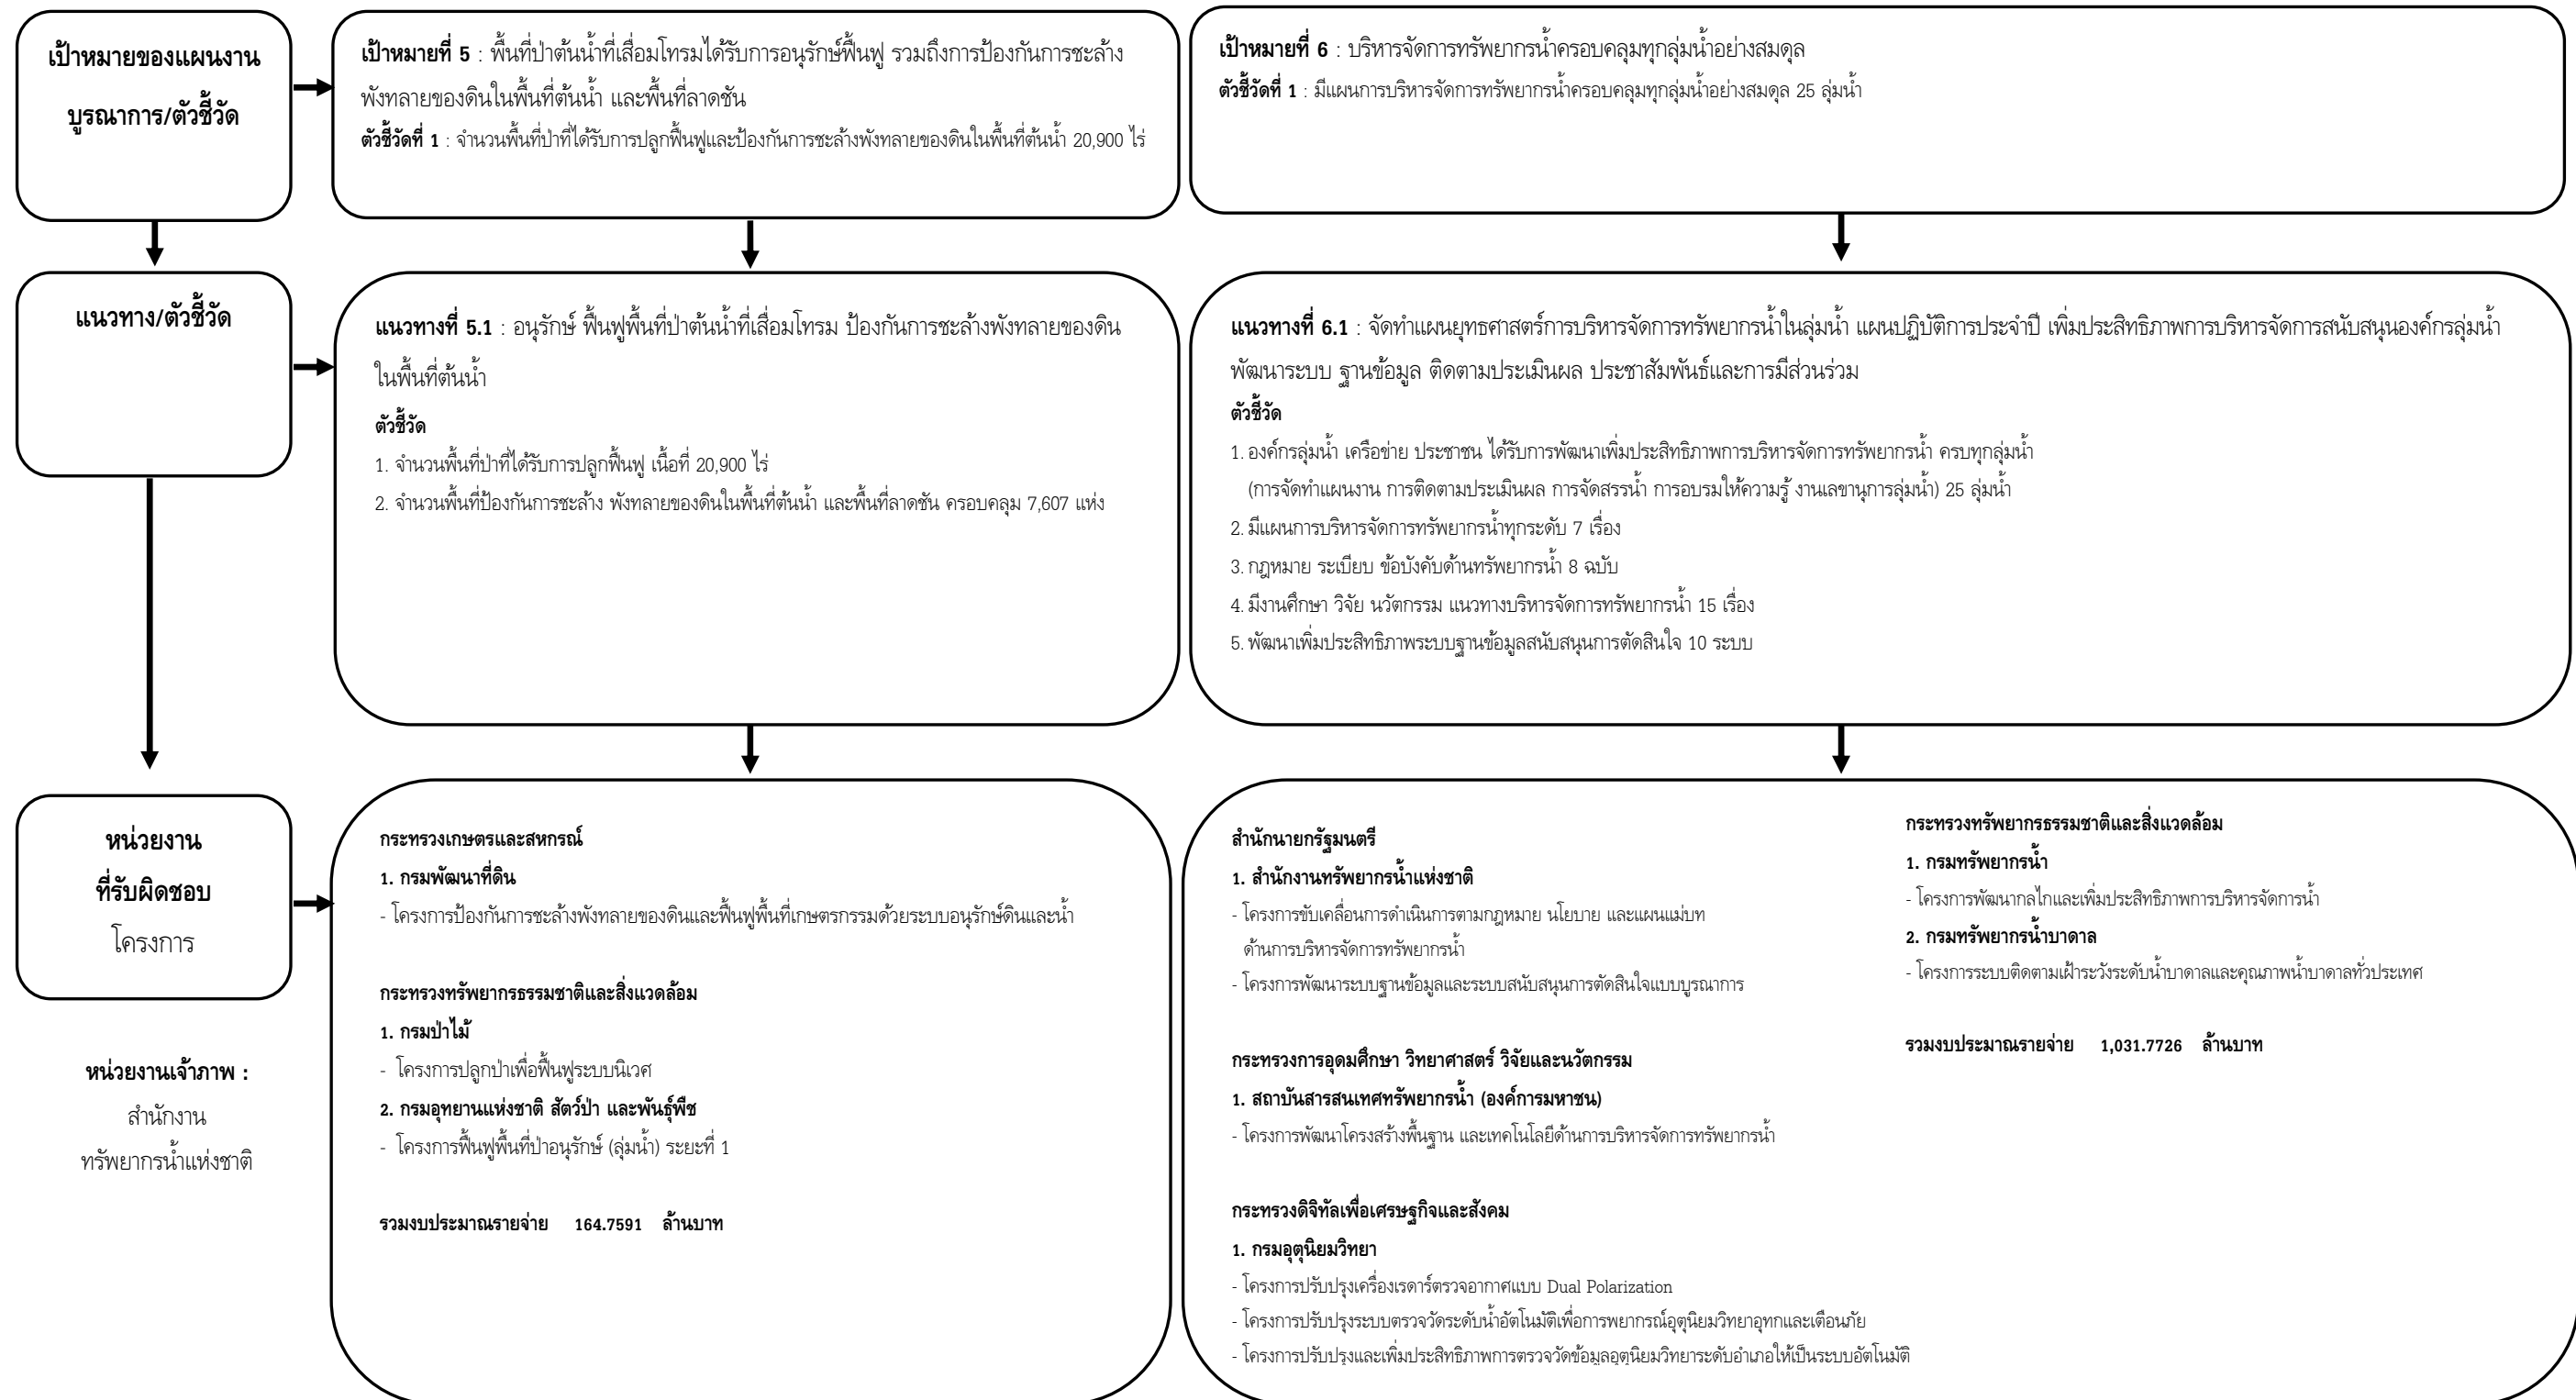 เป้าหมายของแผนงาน
บูรณาการ/ตัวชี้วัด
เป้าหมายที่ 5 : พื้นที่ป่าต้นน้ำที่เสื่อมโทรมได้รับการอนุรักษ์ฟื้นฟู รวมถึงการป้องกันการชะล้าง
พังทลายของดินในพื้นที่ต้นน้ำ และพื้นที่ลาดชัน
ตัวชี้วัดที่ 1 : จำนวนพื้นที่ป่าที่ได้รับการปลูกฟื้นฟูและป้องกันการชะล้างพังทลายของดินในพื้นที่ต้นน้ำ 20,900 ไร่
เป้าหมายที่ 6 : บริหารจัดการทรัพยากรน้ำครอบคลุมทุกลุ่มน้ำอย่างสมดุล
ตัวชี้วัดที่ 1 : มีแผนการบริหารจัดการทรัพยากรน้ำครอบคลุมทุกลุ่มน้ำอย่างสมดุล 25 ลุ่มน้ำ
แนวทาง/ตัวชี้วัด
แนวทางที่ 5.1 : อนุรักษ์ ฟื้นฟูพื้นที่ป่าต้นน้ำที่เสื่อมโทรม ป้องกันการชะล้างพังทลายของดิน
ในพื้นที่ต้นน้ำ
ตัวชี้วัด
1. จำนวนพื้นที่ป่าที่ได้รับการปลูกฟื้นฟู เนื้อที่ 20,900 ไร่
2. จำนวนพื้นที่ป้องกันการชะล้าง พังทลายของดินในพื้นที่ต้นน้ำ และพื้นที่ลาดชัน ครอบคลุม 7,607 แห่ง
แนวทางที่ 6.1 : จัดทำแผนยุทธศาสตร์การบริหารจัดการทรัพยากรน้ำในลุ่มน้ำ แผนปฏิบัติการประจำปี เพิ่มประสิทธิภาพการบริหารจัดการสนับสนุนองค์กรลุ่มน้ำ
พัฒนาระบบ ฐานข้อมูล ติดตามประเมินผล ประชาสัมพันธ์และการมีส่วนร่วม
ตัวชี้วัด
1. องค์กรลุ่มน้ำ เครือข่าย ประชาชน ได้รับการพัฒนาเพิ่มประสิทธิภาพการบริหารจัดการทรัพยากรน้ำ ครบทุกลุ่มน้ำ
(การจัดทำแผนงาน การติดตามประเมินผล การจัดสรรน้ำ การอบรมให้ความรู้ งานเลขานุการลุ่มน้ำ) 25 ลุ่มน้ำ
2. มีแผนการบริหารจัดการทรัพยากรน้ำทุกระดับ 7 เรื่อง
3. กฎหมาย ระเบียบ ข้อบังคับด้านทรัพยากรน้ำ 8 ฉบับ
4. มีงานศึกษา วิจัย นวัตกรรม แนวทางบริหารจัดการทรัพยากรน้ำ 15 เรื่อง
5. พัฒนาเพิ่มประสิทธิภาพระบบฐานข้อมูลสนับสนุนการตัดสินใจ 10 ระบบ
หน่วยงาน
ที่รับผิดชอบ
โครงการ
หน่วยงานเจ้าภาพ :
สำนักงาน
ทรัพยากรน้ำแห่งชาติ
กระทรวงเกษตรและสหกรณ์
1. กรมพัฒนาที่ดิน
- โครงการป้องกันการชะล้างพังทลายของดินและฟื้นฟูพื้นที่เกษตรกรรมด้วยระบบอนุรักษ์ดินและน้ำ
กระทรวงทรัพยากรธรรมชาติและสิ่งแวดล้อม
1. กรมป่าไม้
- โครงการปลูกป่าเพื่อฟื้นฟูระบบนิเวศ
2. กรมอุทยานแห่งชาติ สัตว์ป่า และพันธุ์พืช
- โครงการฟื้นฟูพื้นที่ป่าอนุรักษ์ (ลุ่มน้ำ) ระยะที่ 1
รวมงบประมาณรายจ่าย 164.7591 ล้านบาท
สำนักนายกรัฐมนตรี
1. สำนักงานทรัพยากรน้ำแห่งชาติ
- โครงการขับเคลื่อนการดำเนินการตามกฎหมาย นโยบาย และแผนแม่บท
ด้านการบริหารจัดการทรัพยากรน้ำ
- โครงการพัฒนาระบบฐานข้อมูลและระบบสนับสนุนการตัดสินใจแบบบูรณาการ
กระทรวงการอุดมศึกษา วิทยาศาสตร์ วิจัยและนวัตกรรม
1. สถาบันสารสนเทศทรัพยากรน้ำ (องค์การมหาชน)
- โครงการพัฒนาโครงสร้างพื้นฐาน และเทคโนโลยีด้านการบริหารจัดการทรัพยากรน้ำ
กระทรวงดิจิทัลเพื่อเศรษฐกิจและสังคม
1. กรมอุตุนิยมวิทยา
- โครงการปรับปรุงเครื่องเรดาร์ตรวจอากาศแบบ Dual Polarization
- โครงการปรับปรุงระบบตรวจวัดระดับน้ำอัตโนมัติเพื่อการพยากรณ์อุตุนิยมวิทยาอุทกและเตือนภัย
- โครงการปรับปรุงและเพิ่มประสิทธิภาพการตรวจวัดข้อมูลอุตุนิยมวิทยาระดับอำเภอให้เป็นระบบอัตโนมัติ
กระทรวงทรัพยากรธรรมชาติและสิ่งแวดล้อม
1. กรมทรัพยากรน้ำ
- โครงการพัฒนากลไกและเพิ่มประสิทธิภาพการบริหารจัดการน้ำ
2. กรมทรัพยากรน้ำบาดาล
- โครงการระบบติดตามเฝ้าระวังระดับน้ำบาดาลและคุณภาพน้ำบาดาลทั่วประเทศ
รวมงบประมาณรายจ่าย 1,031.7726 ล้านบาท